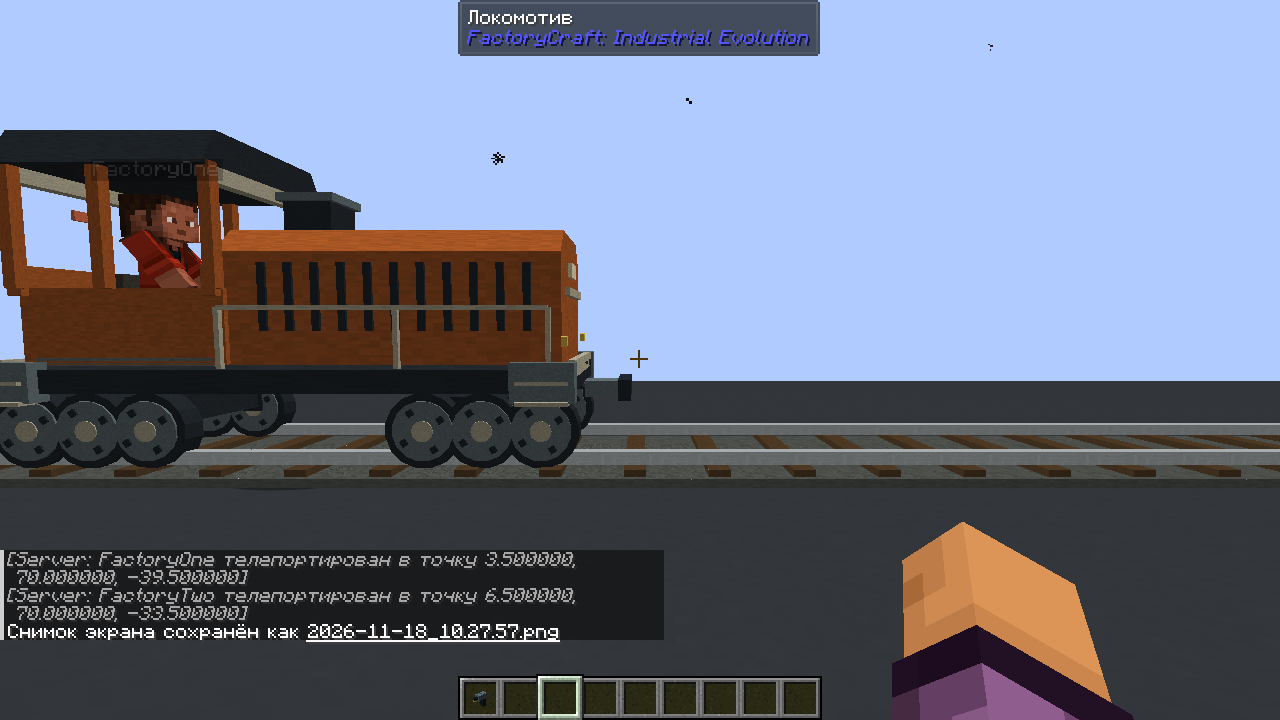 Локомотив
FactoryCraft: Industrial Evolution
FactoryOne
[Server: FactoryOne телепортирован в точку 3.500000,
70.000000, -39.500000]
[Server: FactoryTwo телепортирован в точку 6.500000,
70.000000, -33.500000]
Снимок экрана сохранён как 2026-11-18_10.27.57.png